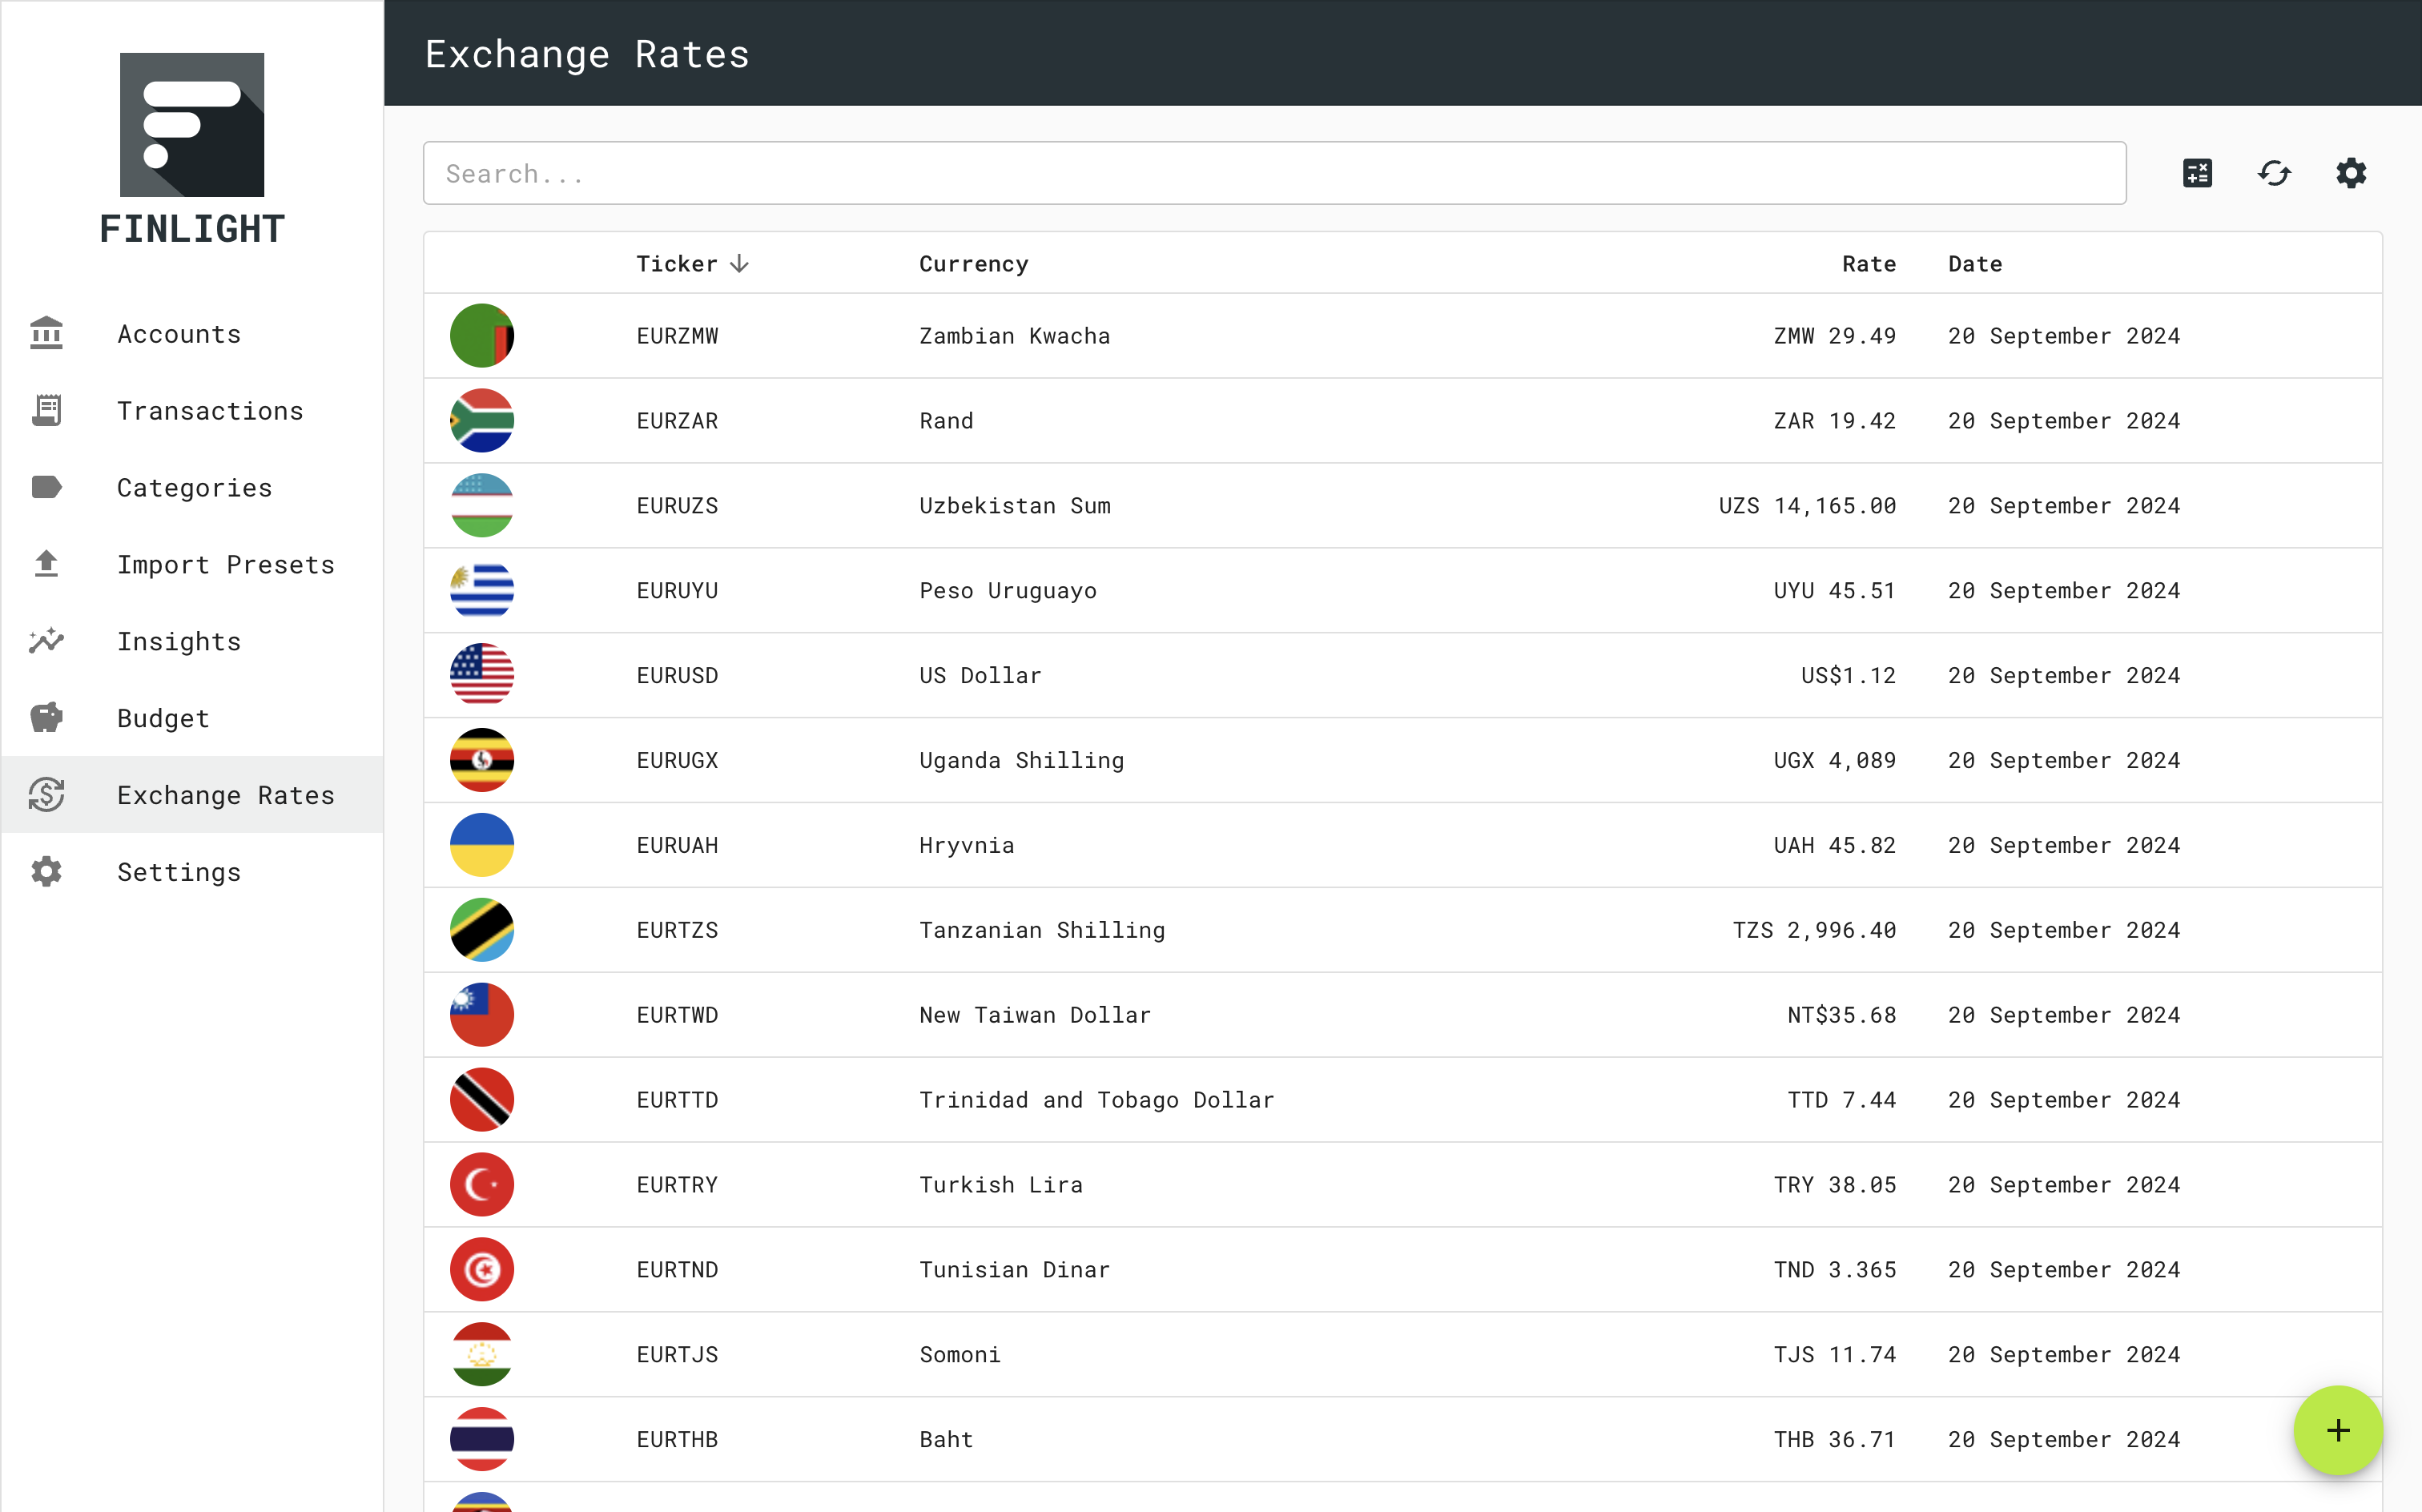 Exchange Rates
FINLIGHT
Accounts
Transactions
Categories
Import Presets
Insights
Budget
Exchange Rates
Settings
Search...
Ticker Currency Rate Date
EURZMW Zambian Kwacha ZMW 29.49 20 September 2024
EURZAR Rand ZAR 19.42 20 September 2024
EURUZS Uzbekistan Sum UZS 14,165.00 20 September 2024
EURUYU Peso Uruguayo UYU 45.51 20 September 2024
EURUSD US Dollar US$1.12 20 September 2024
EURUGX Uganda Shilling UGX 4,089 20 September 2024
EURUAH Hryvnia UAH 45.82 20 September 2024
EURTZS Tanzanian Shilling TZS 2,996.40 20 September 2024
EURTWD New Taiwan Dollar NT$35.68 20 September 2024
EURTTD Trinidad and Tobago Dollar TTD 7.44 20 September 2024
EURTRY Turkish Lira TRY 38.05 20 September 2024
EURTND Tunisian Dinar TND 3.365 20 September 2024
EURTJS Somoni TJS 11.74 20 September 2024
EURTHB Baht THB 36.71 20 September 2024